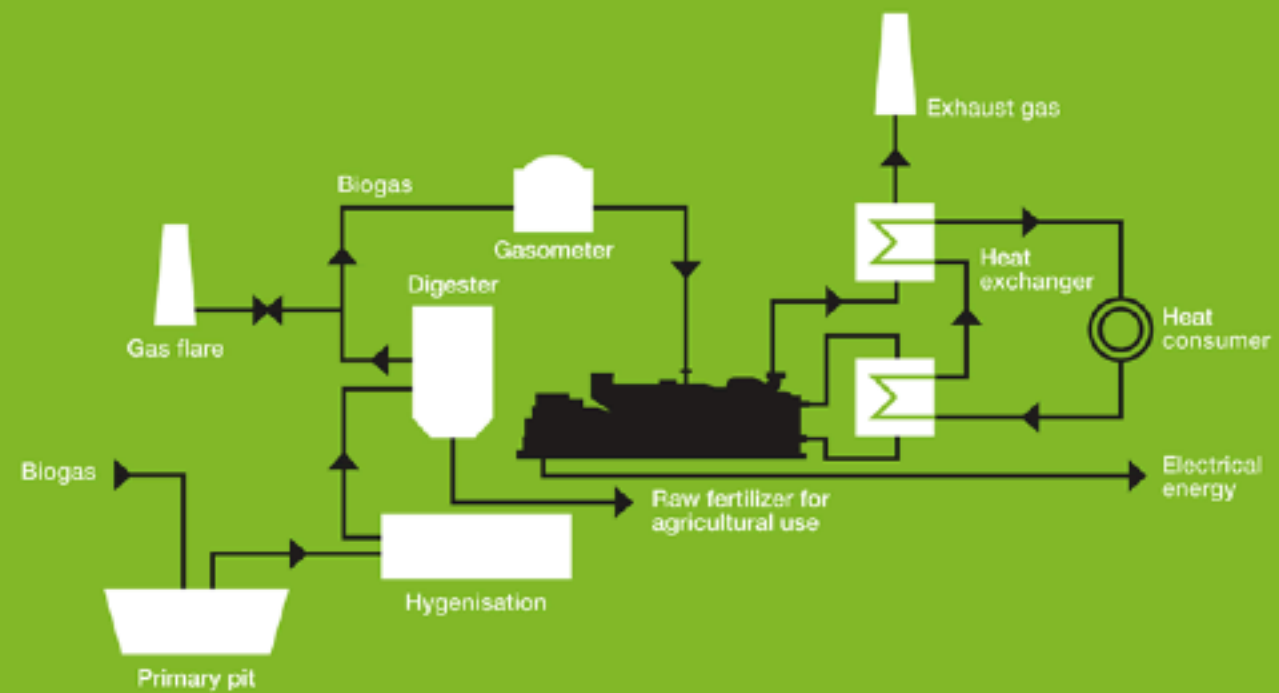 Exhaust gas
Biogas
Gasometer
Heat
exchanger
Digester
Heat
consumer
Gas flare
Biogas
Electrical
energy
Raw fertilizer for
agricultural use
Hygenisation
Primary pit